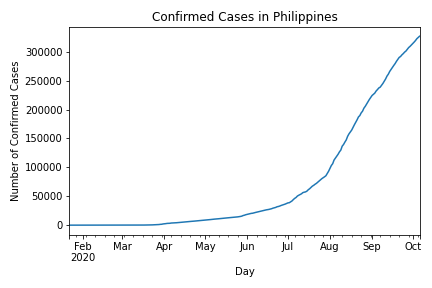 Confirmed Cases in Philippines
Number of Confirmed Cases
300000
250000
200000
150000
100000
50000
0
Feb Mar Apr May Jun Jul Aug Sep Oct
2020
Day